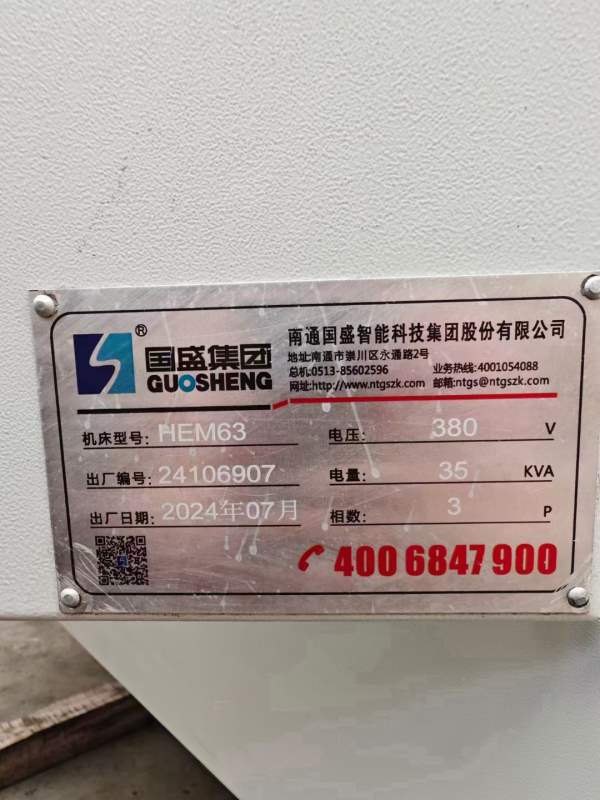 ®
国盛集团
GUOSHENG
南通国盛智能科技集团股份有限公司
地址:南通市崇川区永通路2号
总机:0513-85602596 业务热线:4001054088
网址:http://www.ntgszk.com 邮箱:ntgs@ntgszk.com
机床型号: HEM63 电压: 380 V
出厂编号: 24106907 电量: 35 KVA
出厂日期: 2024年07月 相数: 3 P
400 6847 900